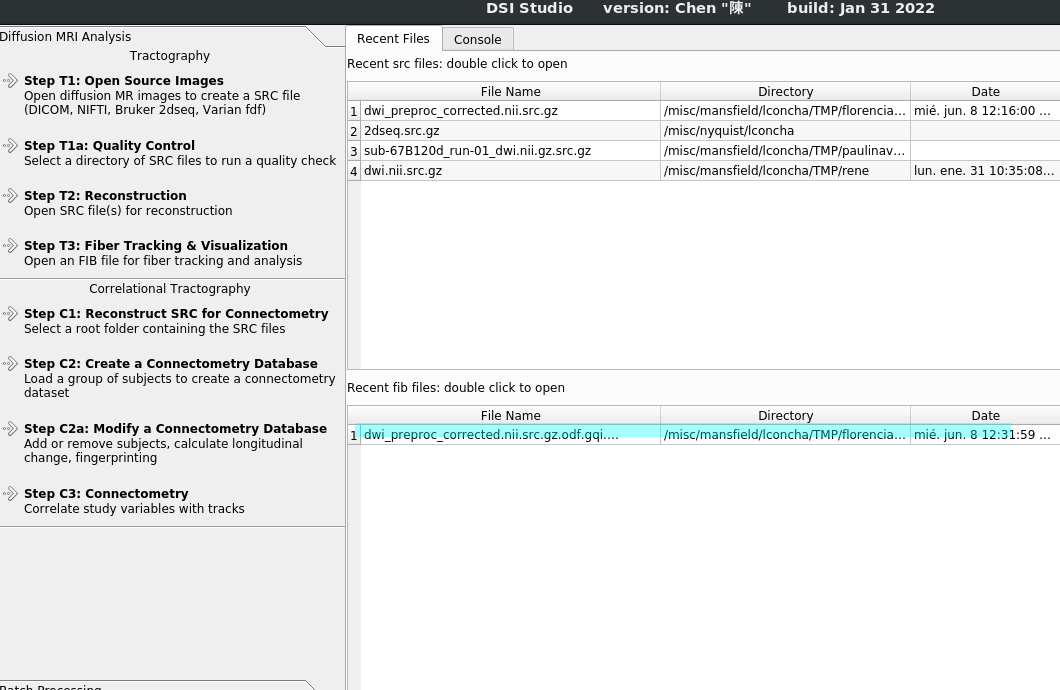 DSI Studio version: Chen "陳" build: Jan 31 2022
Diffusion MRI Analysis
Tractography
Step T1: Open Source Images
Open diffusion MR images to create a SRC file
(DICOM, NIFTI, Bruker 2dseq, Varian fdf)
Step T1a: Quality Control
Select a directory of SRC files to run a quality check
Step T2: Reconstruction
Open SRC file(s) for reconstruction
Step T3: Fiber Tracking & Visualization
Open an FIB file for fiber tracking and analysis
Correlational Tractography
Step C1: Reconstruct SRC for Connectometry
Select a root folder containing the SRC files
Step C2: Create a Connectometry Database
Load a group of subjects to create a connectometry
dataset
Step C2a: Modify a Connectometry Database
Add or remove subjects, calculate longitudinal
change, fingerprinting
Step C3: Connectometry
Correlate study variables with tracks
Batch Processing
Recent Files Console
Recent src files: double click to open
File Name Directory Date
1 dwi_preproc_corrected.nii.src.gz /misc/mansfield/lconcha/TMP/florencia... mié. jun. 8 12:16:00 ...
2 2dseq.src.gz /misc/nyquist/lconcha
3 sub-67B120d_run-01_dwi.nii.gz.src.gz /misc/mansfield/lconcha/TMP/paulinav...
4 dwi.nii.src.gz /misc/mansfield/lconcha/TMP/rene lun. ene. 31 10:35:08...
Recent fib files: double click to open
File Name Directory Date
1 dwi_preproc_corrected.nii.src.gz.odf.gqi.... /misc/mansfield/lconcha/TMP/florencia... mié. jun. 8 12:31:59 ...